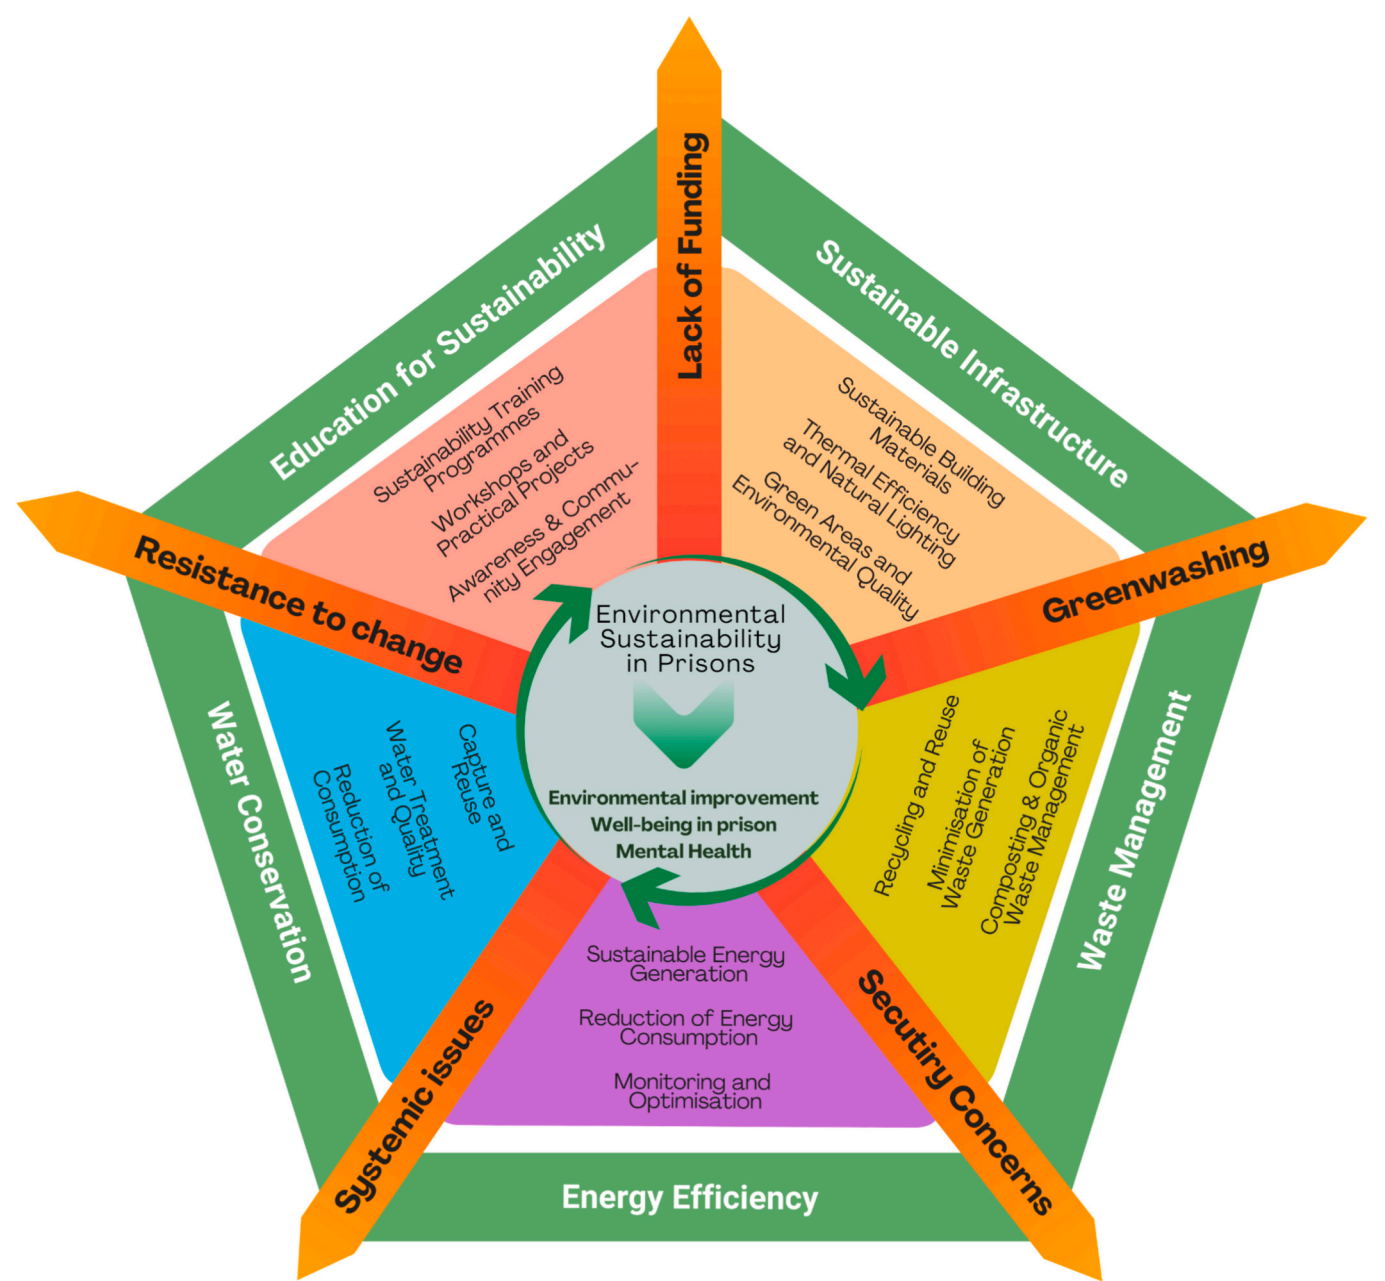 Lack of Funding
Education for Sustainability
Sustainable Infrastructure
Sustainability Training
Programmes
Workshops and
Practical Projects
Awareness & Commu-
nity Engagement
Sustainable Building
Materials
Thermal Efficiency
and Natural Lighting
Green Areas and
Environmental Quality
Resistance to change
Greenwashing
Environmental
Sustainability
in Prisons
Environmental improvement
Well-being in prison
Mental Health
Water Conservation
Capture and
Reuse
Water Treatment
and Quality
Reduction of
Consumption
Recycling and Reuse
Minimisation of
Waste Generation
Composting & Organic
Waste Management
Waste Management
Sustainable Energy
Generation
Reduction of Energy
Consumption
Monitoring and
Optimisation
Systemic issues
Secutiry Concerns
Energy Efficiency